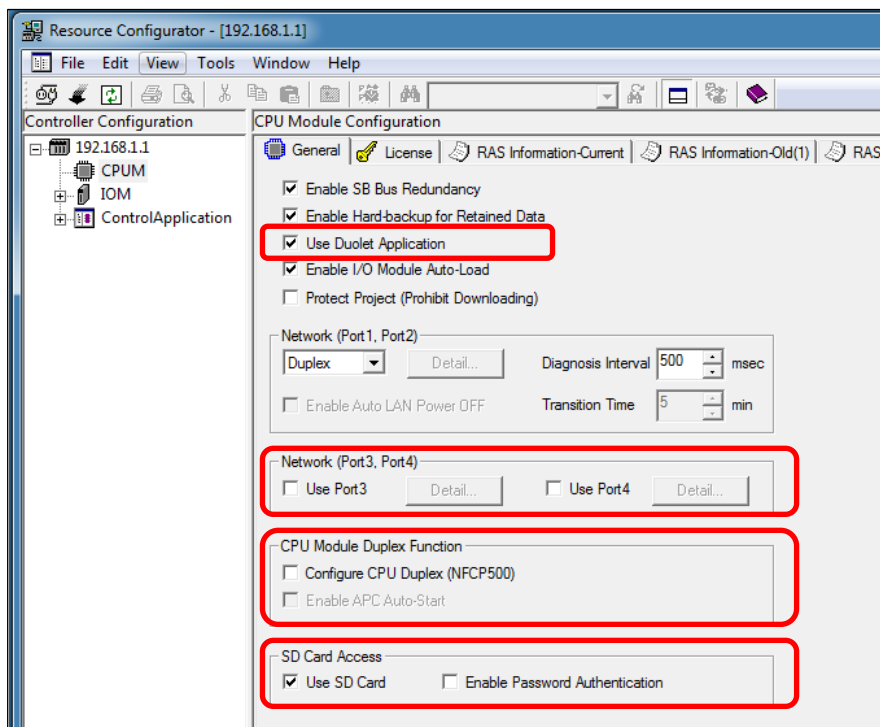 Resource Configurator - [192.168.1.1]
File Edit View Tools Window Help
Controller Configuration
CPU Module Configuration
192.168.1.1
CPUM
IOM
ControlApplication
General License RAS Information-Current RAS Information-Old(1) RAS
Enable SB Bus Redundancy
Enable Hard-backup for Retained Data
Use Duolet Application
Enable I/O Module Auto-Load
Protect Project (Prohibit Downloading)
Network (Port1, Port2)
Duplex Detail... Diagnosis Interval 500 msec
Enable Auto LAN Power OFF Transition Time 5 min
Network (Port3, Port4)
Use Port3 Detail... Use Port4 Detail...
CPU Module Duplex Function
Configure CPU Duplex (NFCP500)
Enable APC Auto-Start
SD Card Access
Use SD Card Enable Password Authentication